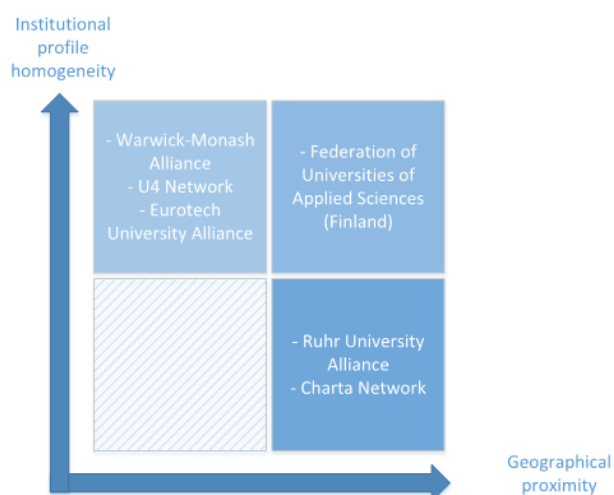 Institutional
profile
homogeneity
- Warwick-Monash
Alliance
- U4 Network
- Eurotech
University Alliance
- Federation of
Universities of
Applied Sciences
(Finland)
- Ruhr University
Alliance
- Charta Network
Geographical
proximity